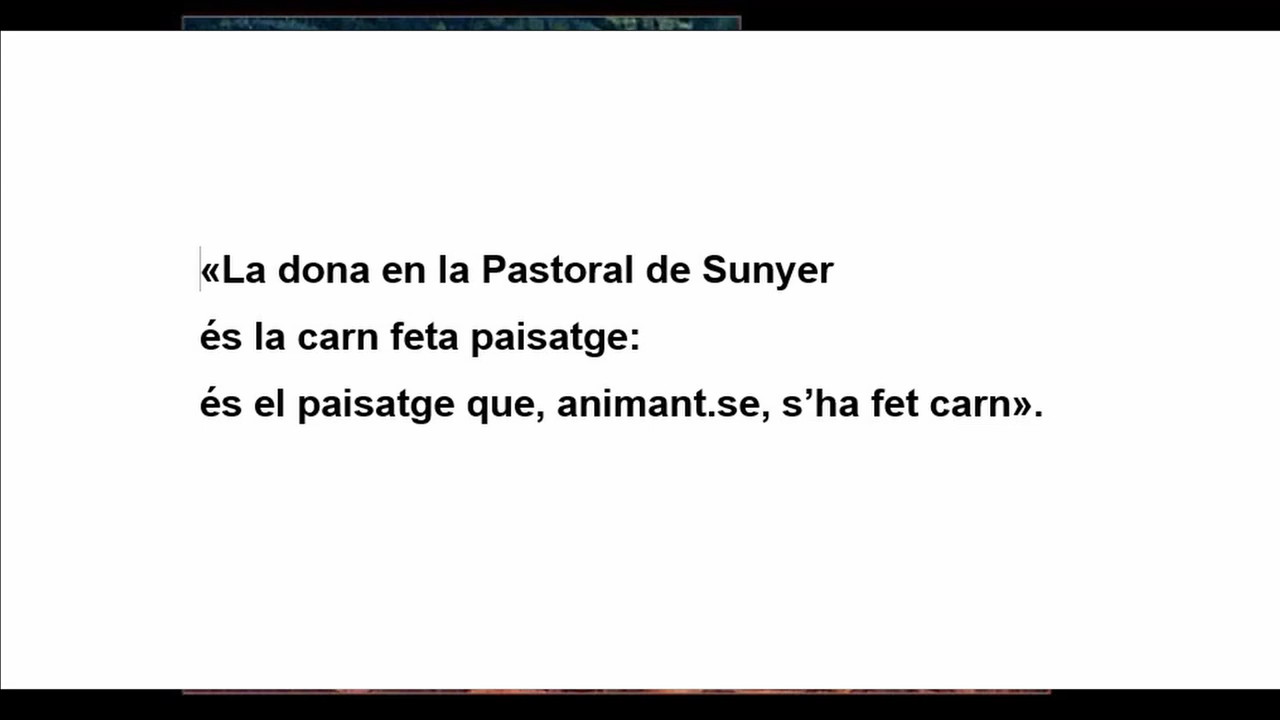 «La dona en la Pastoral de Sunyer
és la carn feta paisatge:
és el paisatge que, animant.se, s’ha fet carn».